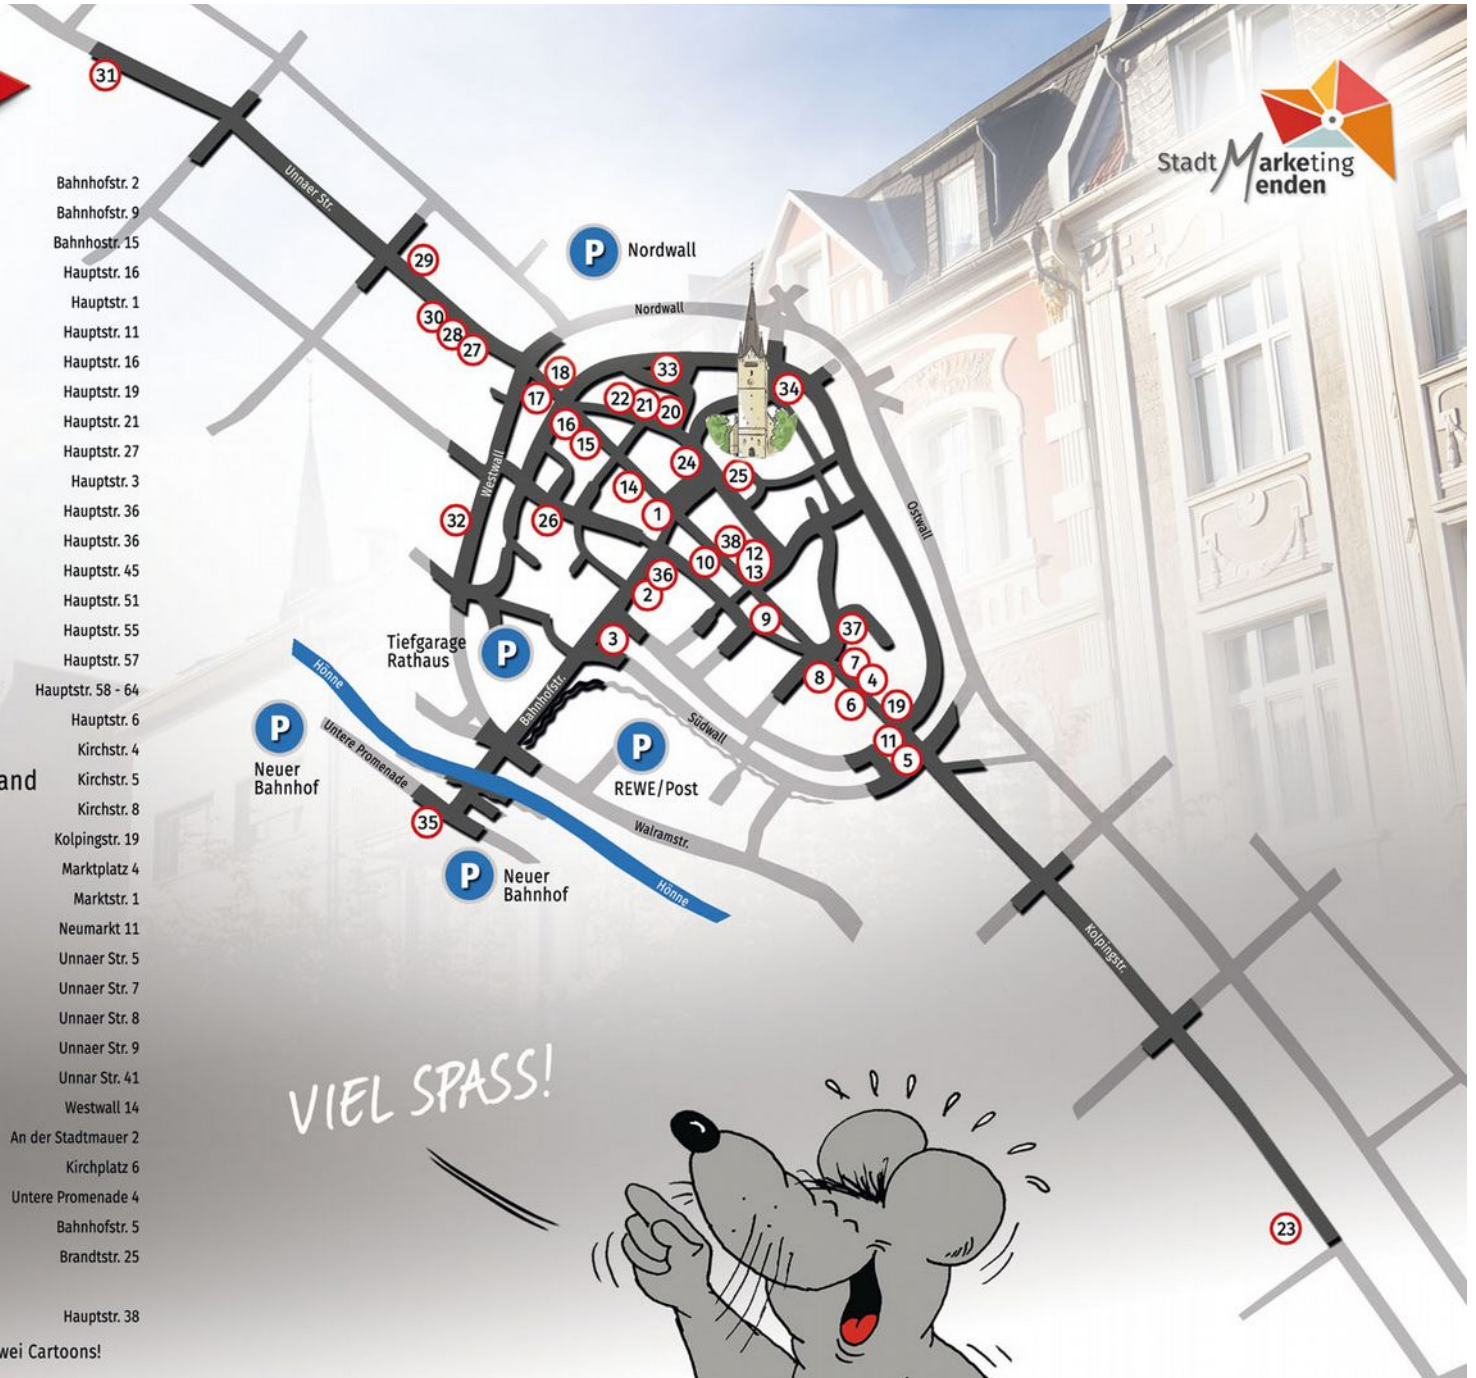 Bahnhofstr. 2
Bahnhofstr. 9
Bahnhostr. 15
Hauptstr. 16
Hauptstr. 1
Hauptstr. 11
Hauptstr. 16
Hauptstr. 19
Hauptstr. 21
Hauptstr. 27
Hauptstr. 3
Hauptstr. 36
Hauptstr. 36
Hauptstr. 45
Hauptstr. 51
Hauptstr. 55
Hauptstr. 57
Hauptstr. 58 - 64
Hauptstr. 6
Kirchstr. 4
and Kirchstr. 5
Kirchstr. 8
Kolpingstr. 19
Marktplatz 4
Marktstr. 1
Neumarkt 11
Unnaer Str. 5
Unnaer Str. 7
Unnaer Str. 8
Unnaer Str. 9
Unnar Str. 41
Westwall 14
An der Stadtmauer 2
Kirchplatz 6
Untere Promenade 4
Bahnhofstr. 5
Brandtstr. 25
Hauptstr. 38
wei Cartoons!
Stadt Marketing
Menden
31
Unnaer Str.
29
30
28
27
P Nordwall
Nordwall
18
33
17
22
21
20
34
16
15
24
25
14
Westwall
1
32
26
Ostwall
38
12
13
10
36
2
9
3
37
7
8
4
6
19
11
5
Tiefgarage
Rathaus
P
Hönne
Bahnhofstr.
Südwall
P
Neuer
Bahnhof
Untere Promenade
P
REWE/Post
Walramstr.
35
P
Neuer
Bahnhof
Hönne
Kolpingstr.
23
VIEL SPASS!